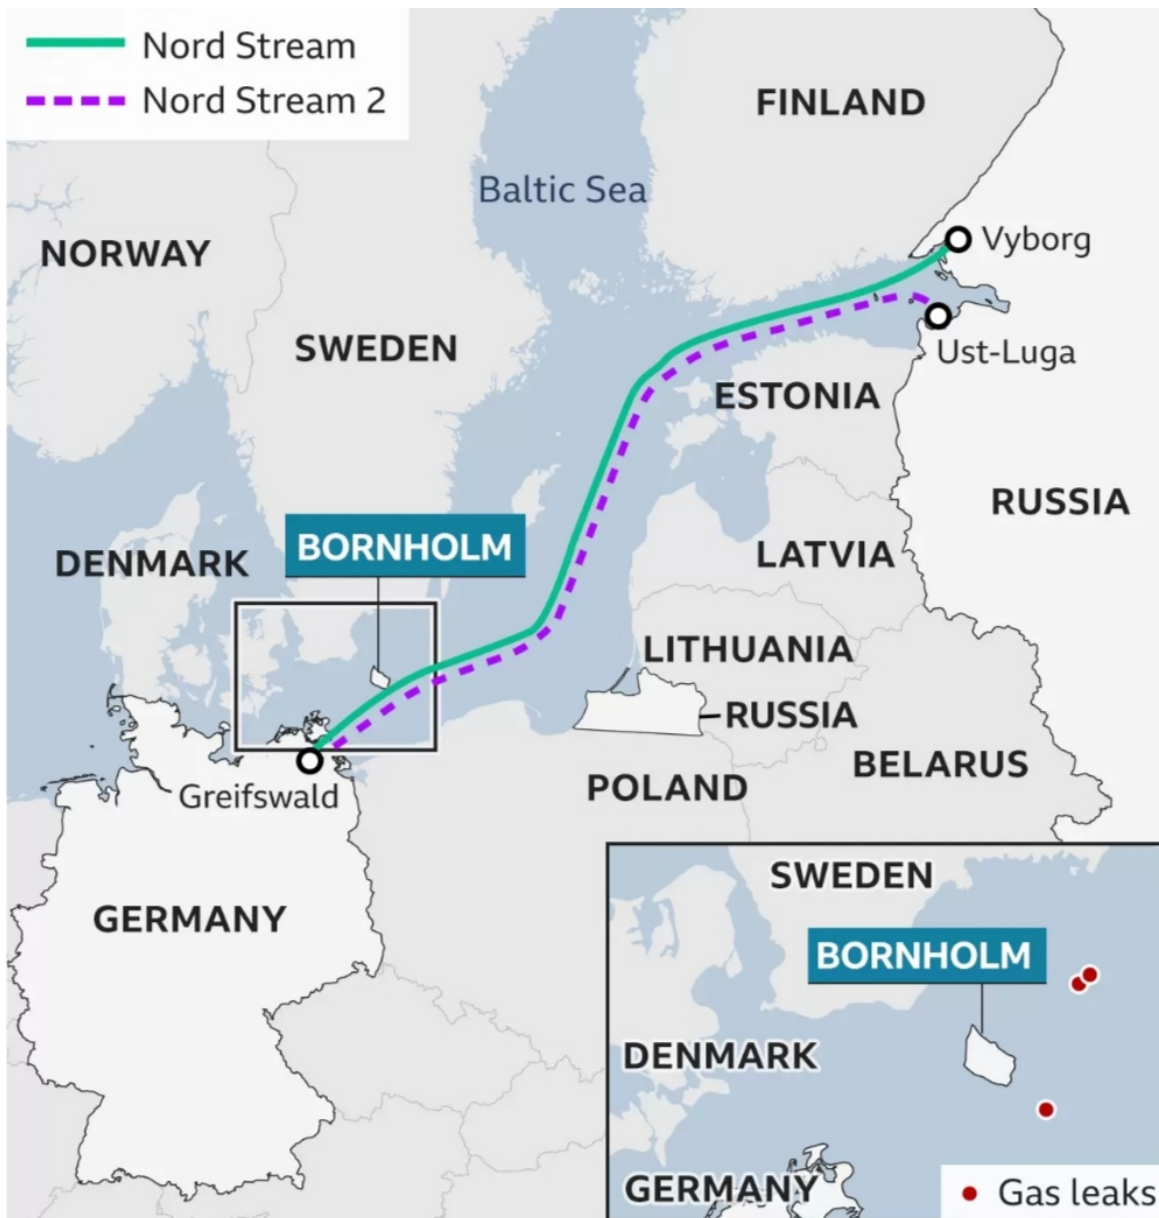 Nord Stream
Nord Stream 2
FINLAND
Baltic Sea
NORWAY
Vyborg
SWEDEN
Ust-Luga
ESTONIA
RUSSIA
BORNHOLM
LATVIA
DENMARK
LITHUANIA
RUSSIA
BELARUS
POLAND
Greifswald
GERMANY
SWEDEN
BORNHOLM
DENMARK
GERMANY
Gas leaks